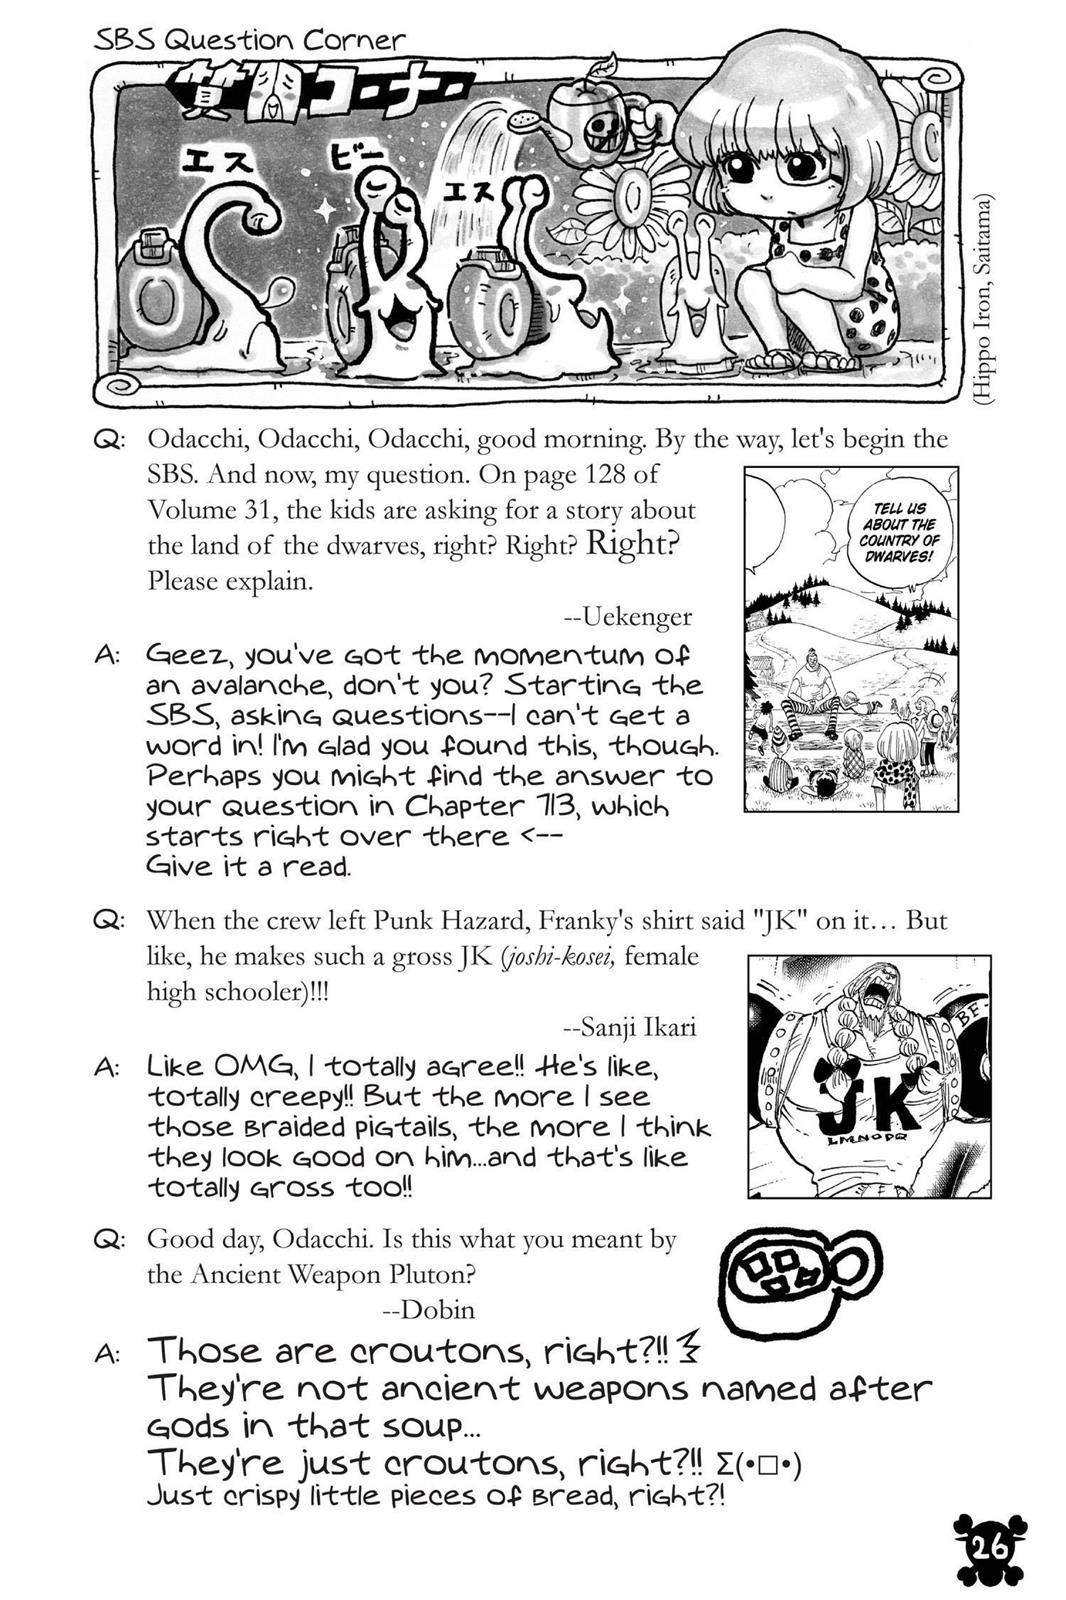 SBS Question Corner
質問コーナー
エス
ビー
エス
(Hippo Iron, Saitama)
Q: Odacchi, Odacchi, Odacchi, good morning. By the way, let's begin the
SBS. And now, my question. On page 128 of
Volume 31, the kids are asking for a story about
the land of the dwarves, right? Right? Right?
Please explain.
--Uekenger
TELL US
ABOUT THE
COUNTRY OF
DWARVES!
A: Geez, you've got the momentum of
an avalanche, don't you? Starting the
SBS, asking questions--I can't get a
word in! I'm glad you found this, though.
Perhaps you might find the answer to
your question in Chapter 713, which
starts right over there <--
Give it a read.
Q: When the crew left Punk Hazard, Franky's shirt said "JK" on it… But
like, he makes such a gross JK (joshi-kosei, female
high schooler)!!!
--Sanji Ikari
BF-
JK
LMNOPQ
A: Like OMG, I totally agree!! He's like,
totally creepy!! But the more I see
those braided pigtails, the more I think
they look good on him...and that's like
totally gross too!!
Q: Good day, Odacchi. Is this what you meant by
the Ancient Weapon Pluton?
--Dobin
A: Those are croutons, right?!!
They're not ancient weapons named after
gods in that soup...
They're just croutons, right?!! Σ(•□•)
Just crispy little pieces of bread, right?!
26